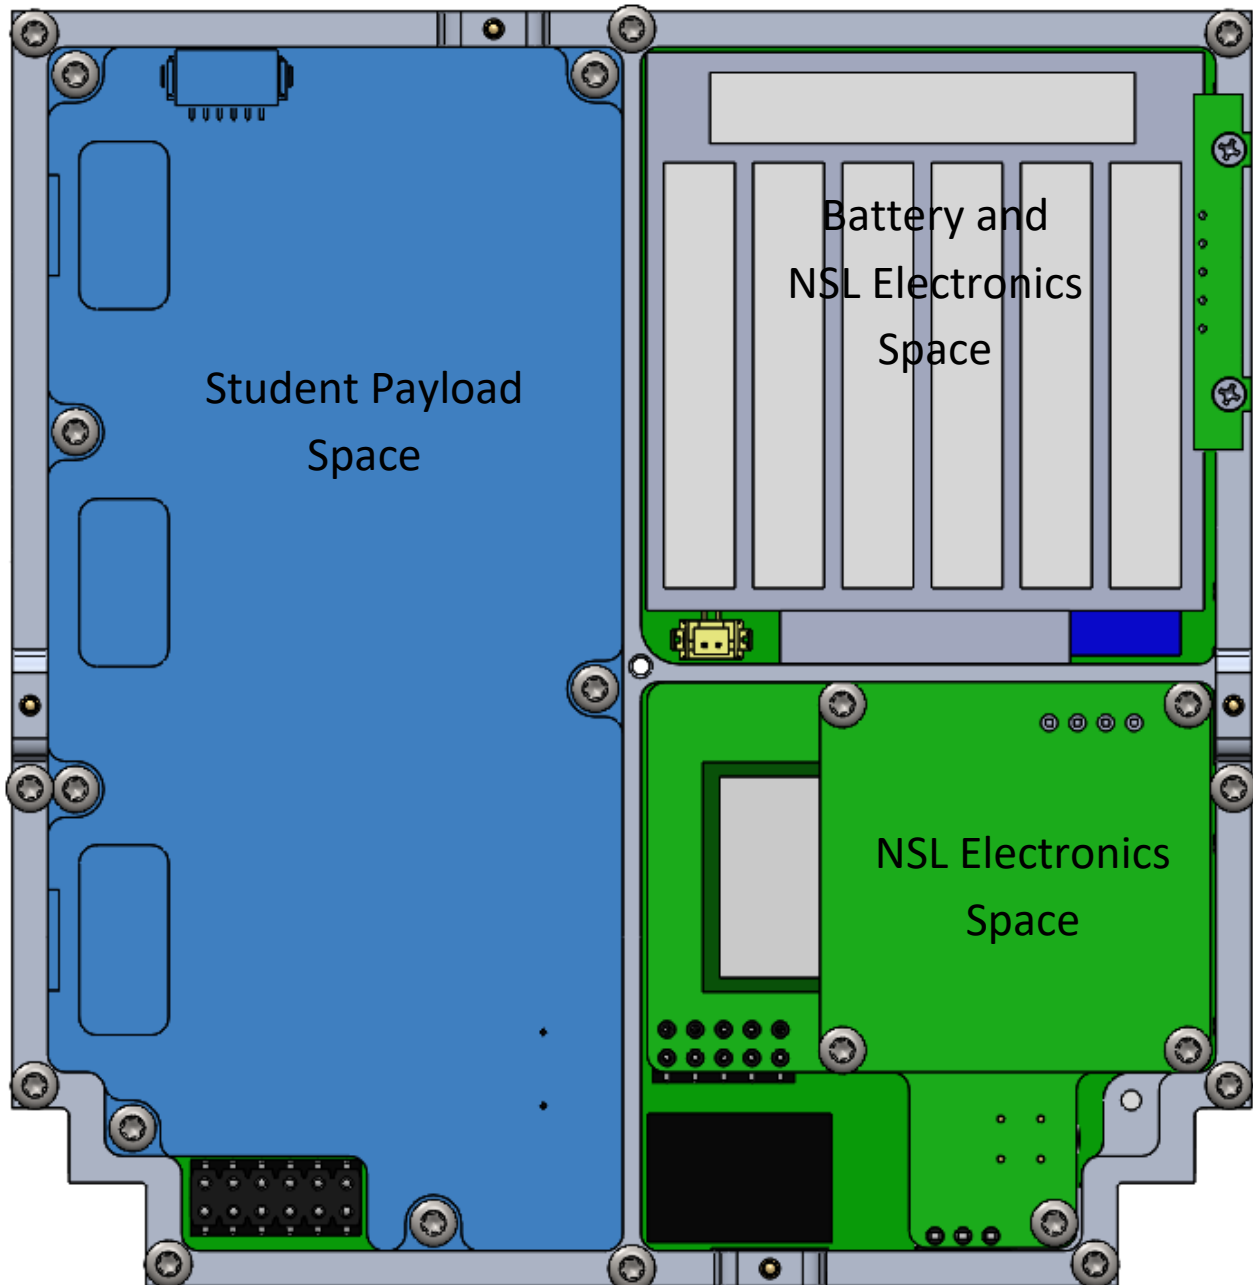 Student Payload
Space
Battery and
NSL Electronics
Space
NSL Electronics
Space